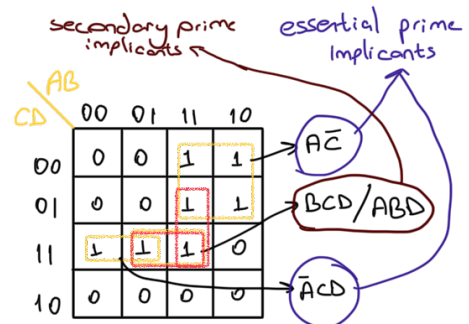 secondary prime
implicants
essential prime
Implicants
AB
CD
00 01 11 10
00 0 0 1 1
01 0 0 1 1
11 1 1 1 0
10 0 0 0 0
AC̅
BCD/ABD
A̅CD